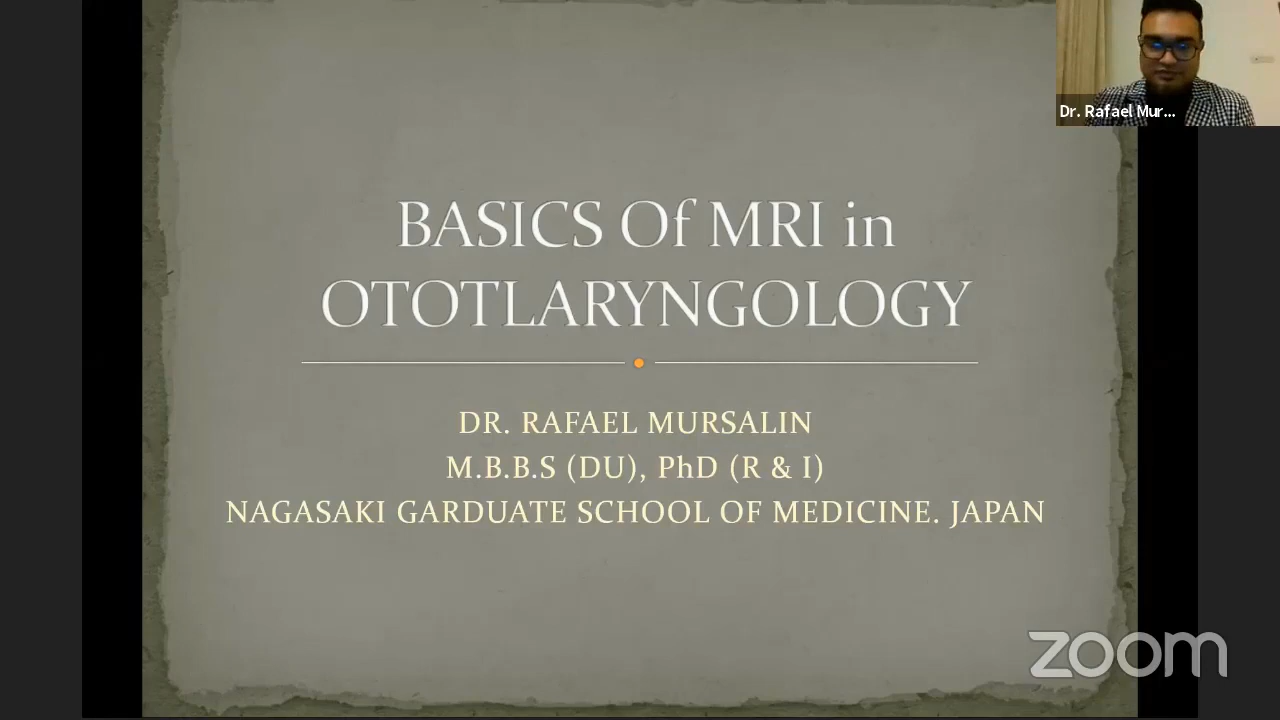 Dr. Rafael Mur...
BASICS Of MRI in
OTOTLARYNGOLOGY
DR. RAFAEL MURSALIN
M.B.B.S (DU), PhD (R & I)
NAGASAKI GARDUATE SCHOOL OF MEDICINE. JAPAN
zoom